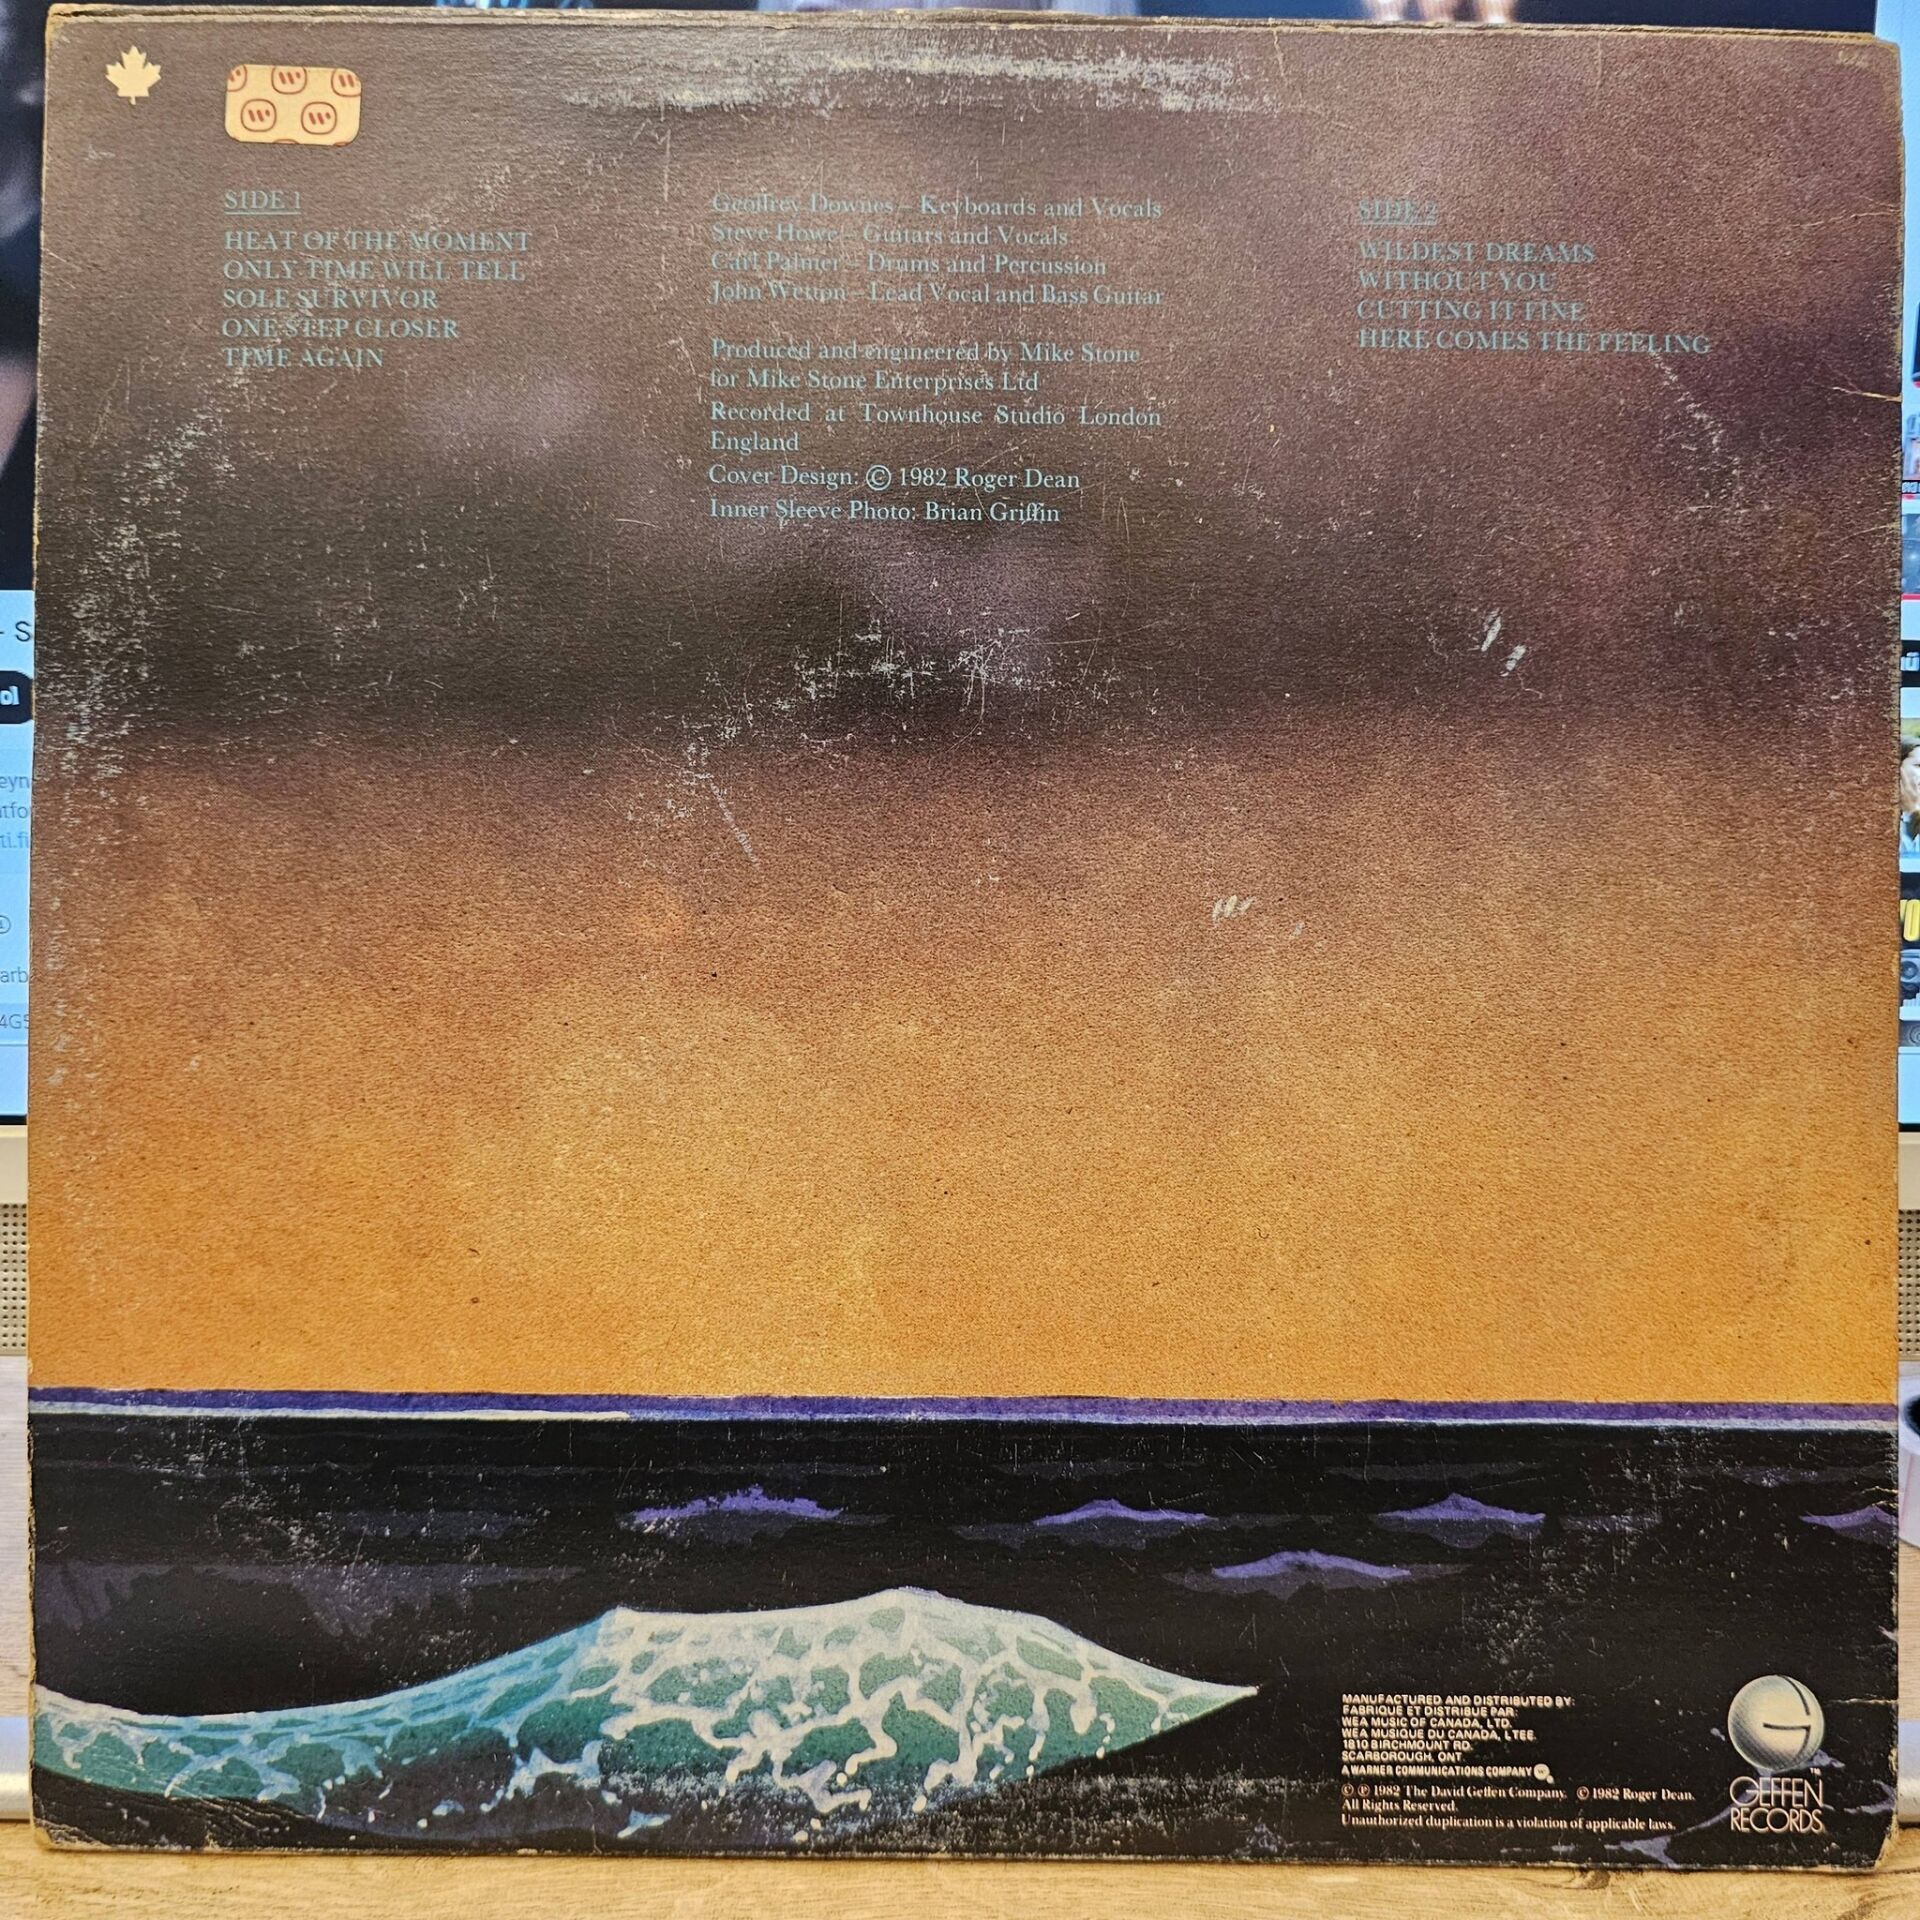 SIDE 1
HEAT OF THE MOMENT
ONLY TIME WILL TELL
SOLE SURVIVOR
ONE STEP CLOSER
TIME AGAIN
Geoffrey Downes – Keyboards and Vocals
Steve Howe – Guitars and Vocals
Carl Palmer – Drums and Percussion
John Wetton – Lead Vocal and Bass Guitar
Produced and engineered by Mike Stone
for Mike Stone Enterprises Ltd
Recorded at Townhouse Studio London
England
Cover Design: © 1982 Roger Dean
Inner Sleeve Photo: Brian Griffin
SIDE 2
WILDEST DREAMS
WITHOUT YOU
CUTTING IT FINE
HERE COMES THE FEELING
MANUFACTURED AND DISTRIBUTED BY:
FABRIQUE ET DISTRIBUE PAR:
WEA MUSIC OF CANADA, LTD.
WEA MUSIQUE DU CANADA, LTEE.
1810 BIRCHMOUNT RD.
SCARBOROUGH, ONT.
A WARNER COMMUNICATIONS COMPANY
© ℗ 1982 The David Geffen Company. © 1982 Roger Dean.
All Rights Reserved.
Unauthorized duplication is a violation of applicable laws.
GEFFEN
RECORDS
™